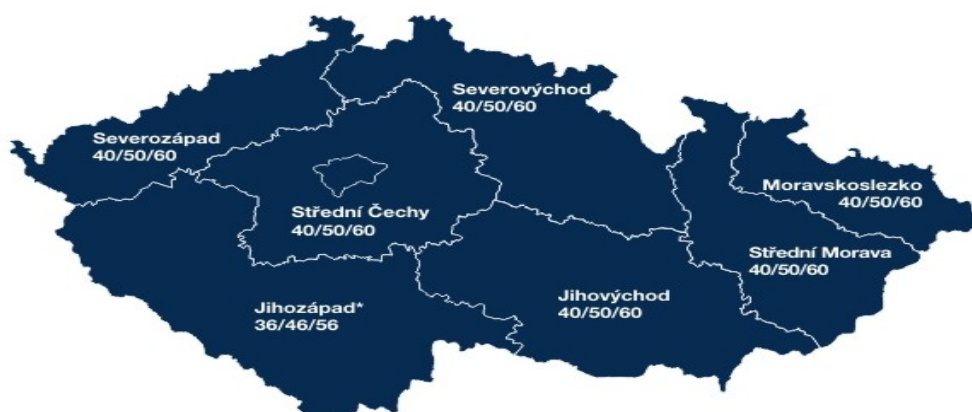 Severovýchod
40/50/60
Severozápad
40/50/60
Moravskoslezko
40/50/60
Střední Čechy
40/50/60
Střední Morava
40/50/60
Jihozápad*
36/46/56
Jihovýchod
40/50/60